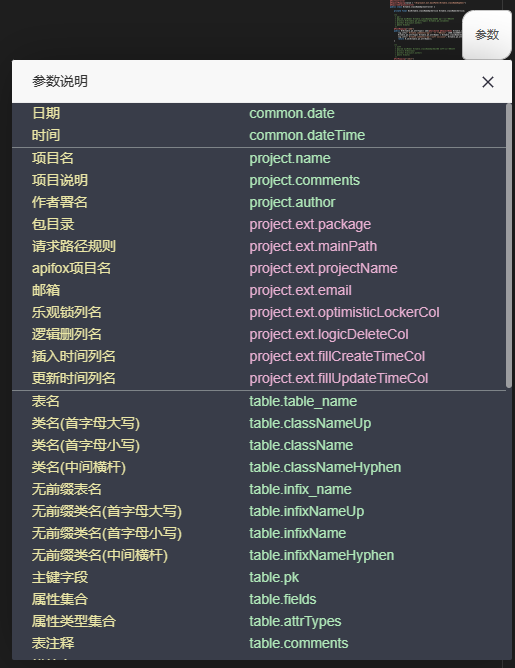 参数
参数说明
日期 common.date
时间 common.dateTime
项目名 project.name
项目说明 project.comments
作者署名 project.author
包目录 project.ext.package
请求路径规则 project.ext.mainPath
apifox项目名 project.ext.projectName
邮箱 project.ext.email
乐观锁列名 project.ext.optimisticLockerCol
逻辑删列名 project.ext.logicDeleteCol
插入时间列名 project.ext.fillCreateTimeCol
更新时间列名 project.ext.fillUpdateTimeCol
表名 table.table_name
类名(首字母大写) table.classNameUp
类名(首字母小写) table.className
类名(中间横杆) table.classNameHyphen
无前缀表名 table.infix_name
无前缀类名(首字母大写) table.infixNameUp
无前缀类名(首字母小写) table.infixName
无前缀类名(中间横杆) table.infixNameHyphen
主键字段 table.pk
属性集合 table.fields
属性类型集合 table.attrTypes
表注释 table.comments